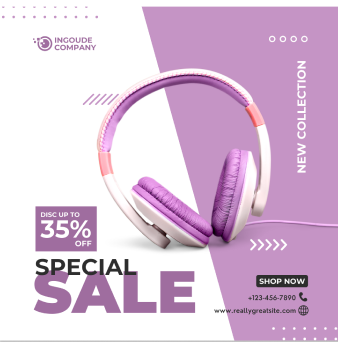 INGOUDE
COMPANY
NEW COLLECTION
DISC UP TO
35%
OFF
SPECIAL
SALE
SHOP NOW
+123-456-7890
www.reallygreatsite.com